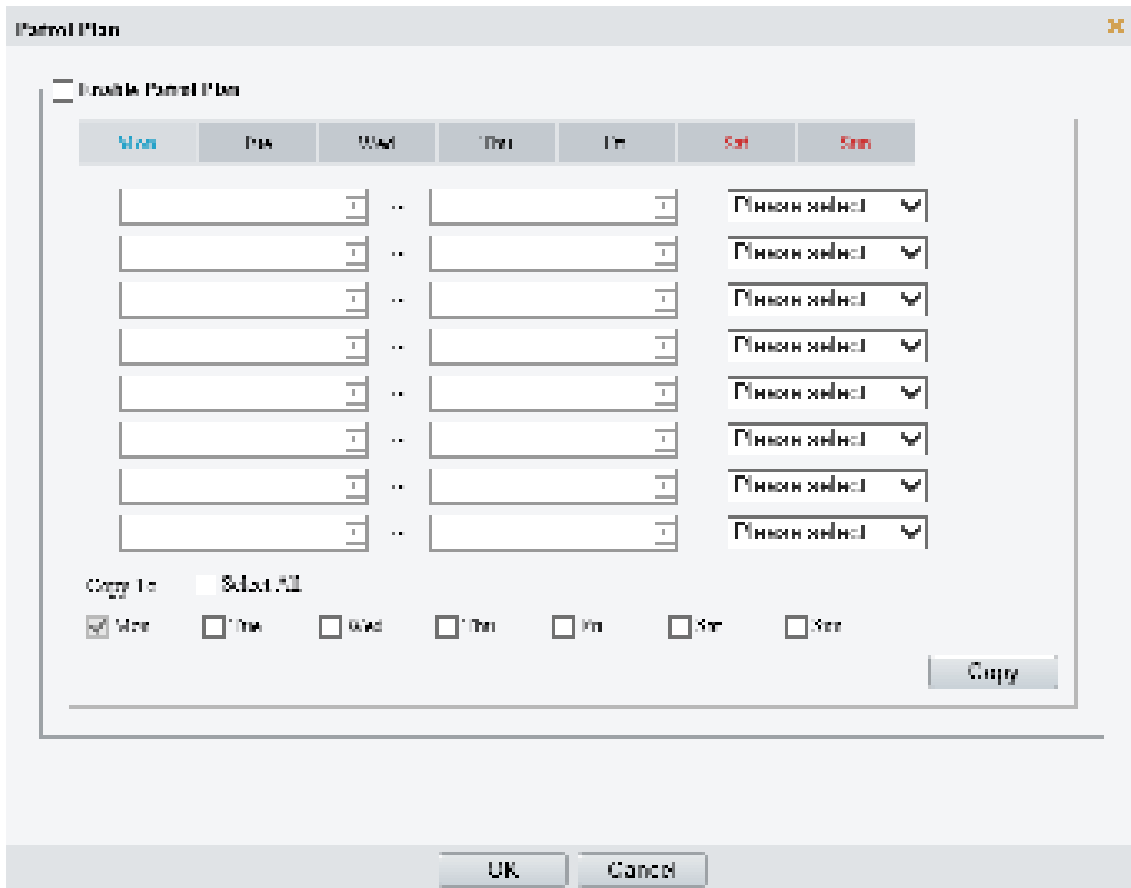 Patrol Plan
Enable Patrol Plan
Mon Tue Wed Thu Fri Sat Sun
-- Please select
-- Please select
-- Please select
-- Please select
-- Please select
-- Please select
-- Please select
-- Please select
Copy To Select All
Mon Tue Wed Thu Fri Sat Sun
Copy
OK Cancel